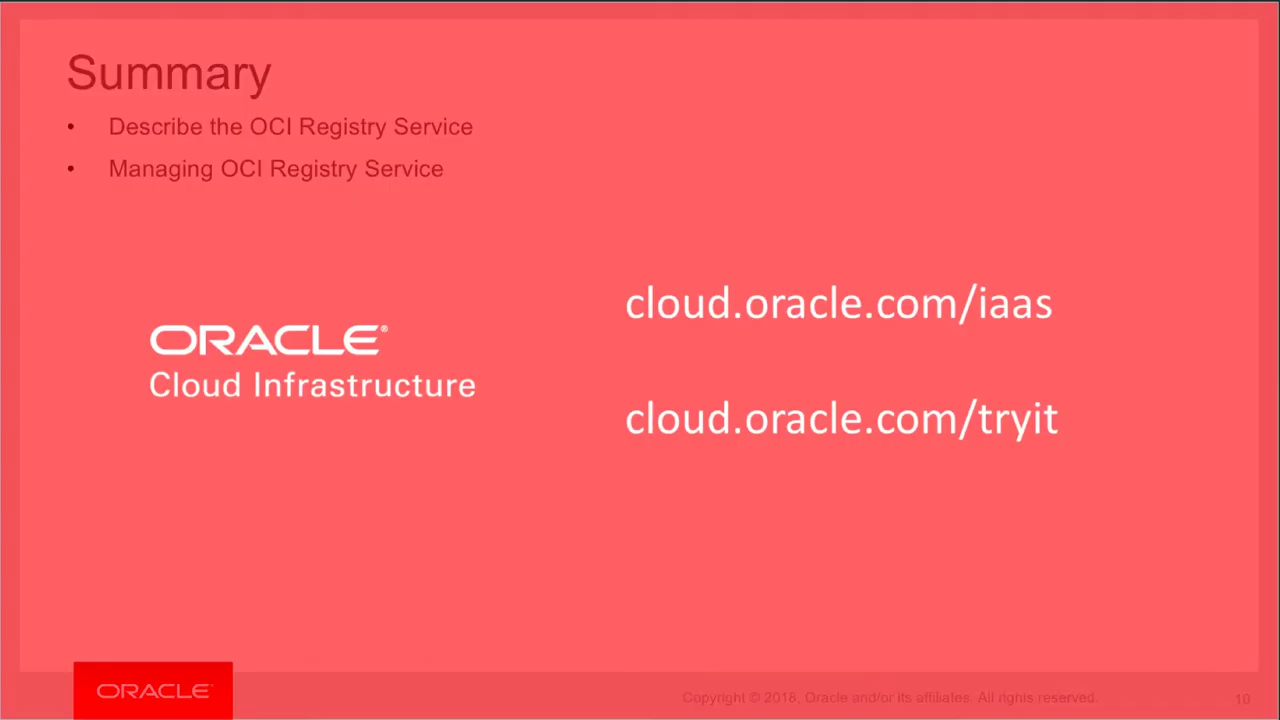 Summary
• Describe the OCI Registry Service
• Managing OCI Registry Service
cloud.oracle.com/iaas
ORACLE®
Cloud Infrastructure
cloud.oracle.com/tryit
ORACLE®
Copyright © 2018, Oracle and/or its affiliates. All rights reserved.
10